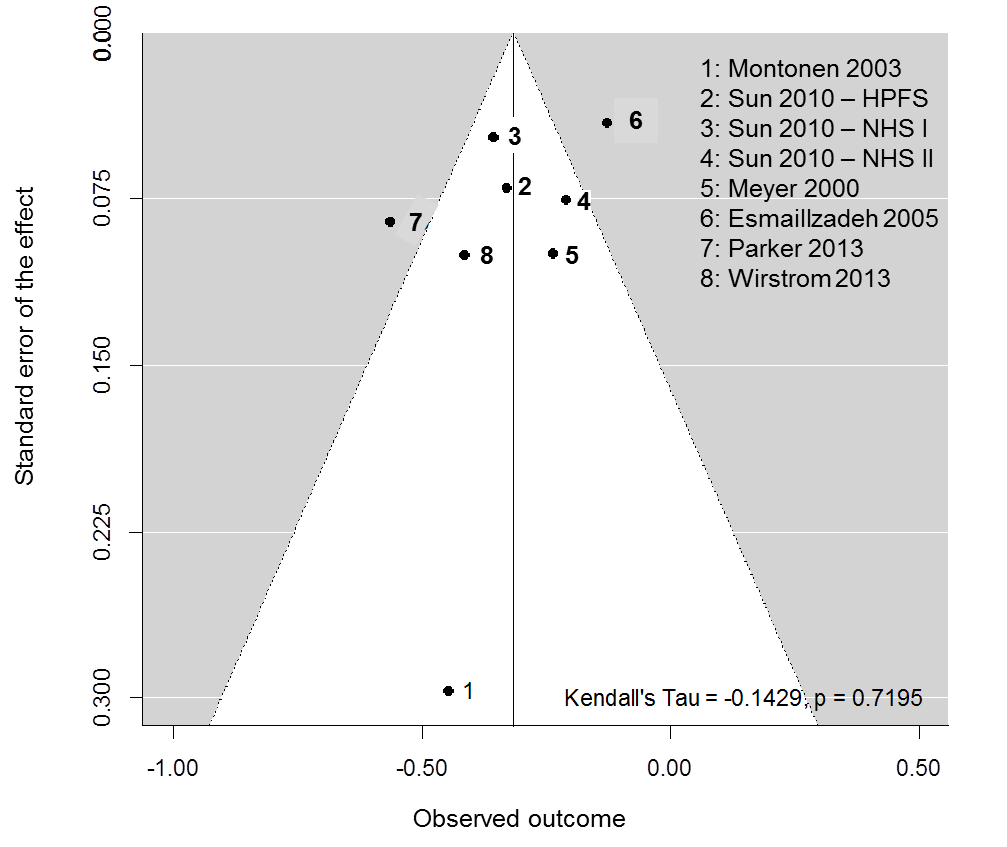 0.000
1: Montonen 2003
2: Sun 2010 – HPFS
3: Sun 2010 – NHS I
4: Sun 2010 – NHS II
5: Meyer 2000
6: Esmaillzadeh 2005
7: Parker 2013
8: Wirstrom 2013
6
3
2
4
7
8
5
1
0.075
0.150
0.225
0.300
Standard error of the effect
Kendall's Tau = -0.1429, p = 0.7195
-1.00 -0.50 0.00 0.50
Observed outcome